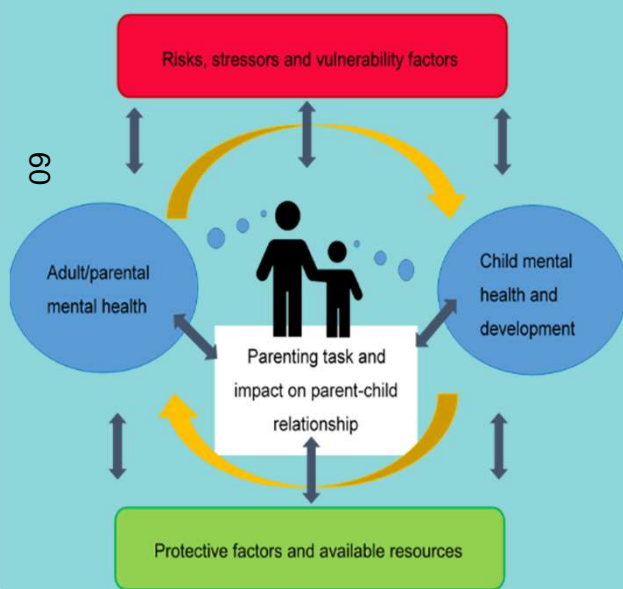 Risks, stressors and vulnerability factors
09
Adult/parental
mental health
Child mental
health and
development
Parenting task and
impact on parent-child
relationship
Protective factors and available resources